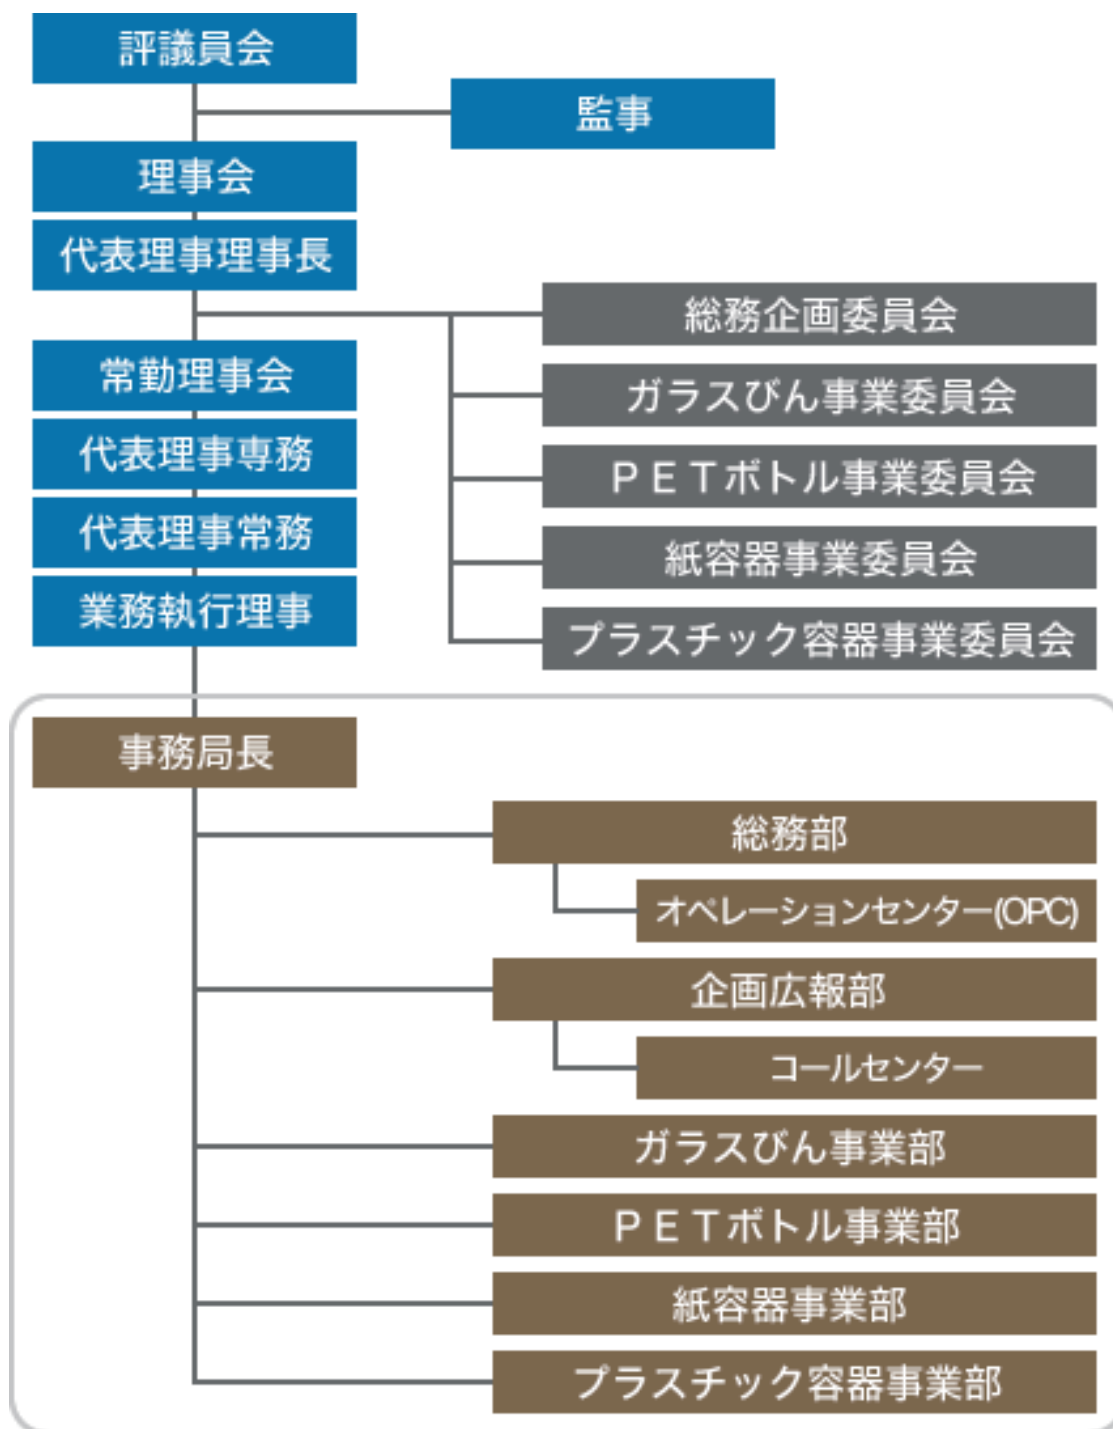 評議員会
監事
理事会
代表理事理事長
総務企画委員会
常勤理事会
ガラスびん事業委員会
代表理事専務
ＰＥＴボトル事業委員会
代表理事常務
紙容器事業委員会
業務執行理事
プラスチック容器事業委員会
事務局長
総務部
オペレーションセンター(OPC)
企画広報部
コールセンター
ガラスびん事業部
ＰＥＴボトル事業部
紙容器事業部
プラスチック容器事業部